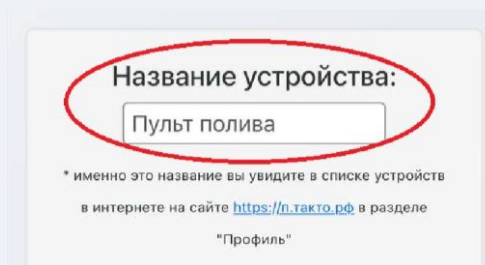 Название устройства:
Пульт полива
* именно это название вы увидите в списке устройств
в интернете на сайте https://п.такто.рф в разделе
"Профиль"